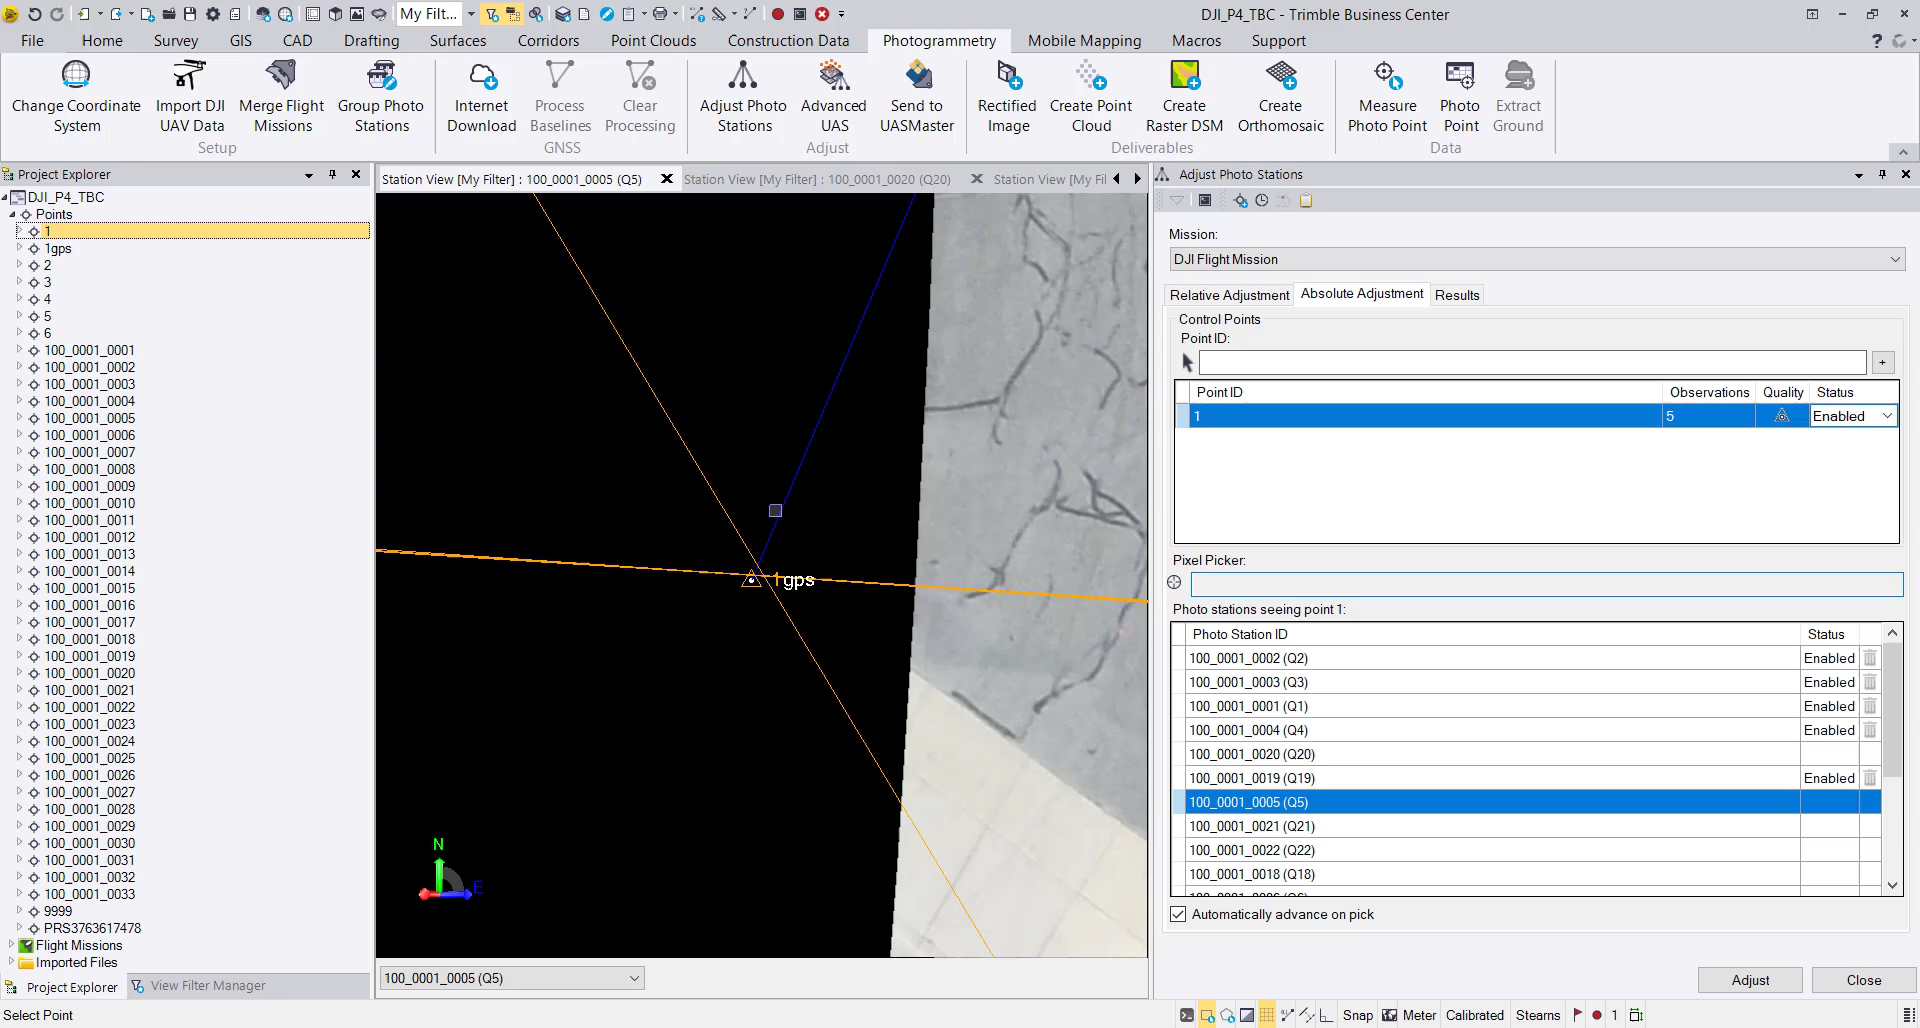 My Filt...
DJI_P4_TBC - Trimble Business Center
File Home Survey GIS CAD Drafting Surfaces Corridors Point Clouds Construction Data Photogrammetry Mobile Mapping Macros Support
Change Coordinate System
Import DJI UAV Data
Merge Flight Missions
Group Photo Stations
Setup
Internet Download
Process Baselines
Clear Processing
GNSS
Adjust Photo Stations
Advanced UAS
Send to UASMaster
Adjust
Rectified Image
Create Point Cloud
Create Raster DSM
Create Orthomosaic
Deliverables
Measure Photo Point
Photo Point
Extract Ground
Data
Project Explorer
DJI_P4_TBC
Points
1
1gps
2
3
4
5
6
100_0001_0001
100_0001_0002
100_0001_0003
100_0001_0004
100_0001_0005
100_0001_0006
100_0001_0007
100_0001_0008
100_0001_0009
100_0001_0010
100_0001_0011
100_0001_0012
100_0001_0013
100_0001_0014
100_0001_0015
100_0001_0016
100_0001_0017
100_0001_0018
100_0001_0019
100_0001_0020
100_0001_0021
100_0001_0022
100_0001_0023
100_0001_0024
100_0001_0025
100_0001_0026
100_0001_0027
100_0001_0028
100_0001_0029
100_0001_0030
100_0001_0031
100_0001_0032
100_0001_0033
9999
PRS3763617478
Flight Missions
Imported Files
Project Explorer
View Filter Manager
Select Point
Station View [My Filter] : 100_0001_0005 (Q5)
Station View [My Filter] : 100_0001_0020 (Q20)
Station View [My Fil
1gps
N
E
100_0001_0005 (Q5)
Adjust Photo Stations
Mission:
DJI Flight Mission
Relative Adjustment
Absolute Adjustment
Results
Control Points
Point ID:
+
Point ID Observations Quality Status
1 5 Enabled
Pixel Picker:
Photo stations seeing point 1:
Photo Station ID Status
100_0001_0002 (Q2) Enabled
100_0001_0003 (Q3) Enabled
100_0001_0001 (Q1) Enabled
100_0001_0004 (Q4) Enabled
100_0001_0020 (Q20)
100_0001_0019 (Q19) Enabled
100_0001_0005 (Q5)
100_0001_0021 (Q21)
100_0001_0022 (Q22)
100_0001_0018 (Q18)
Automatically advance on pick
Adjust
Close
Snap Meter Calibrated Stearns 1